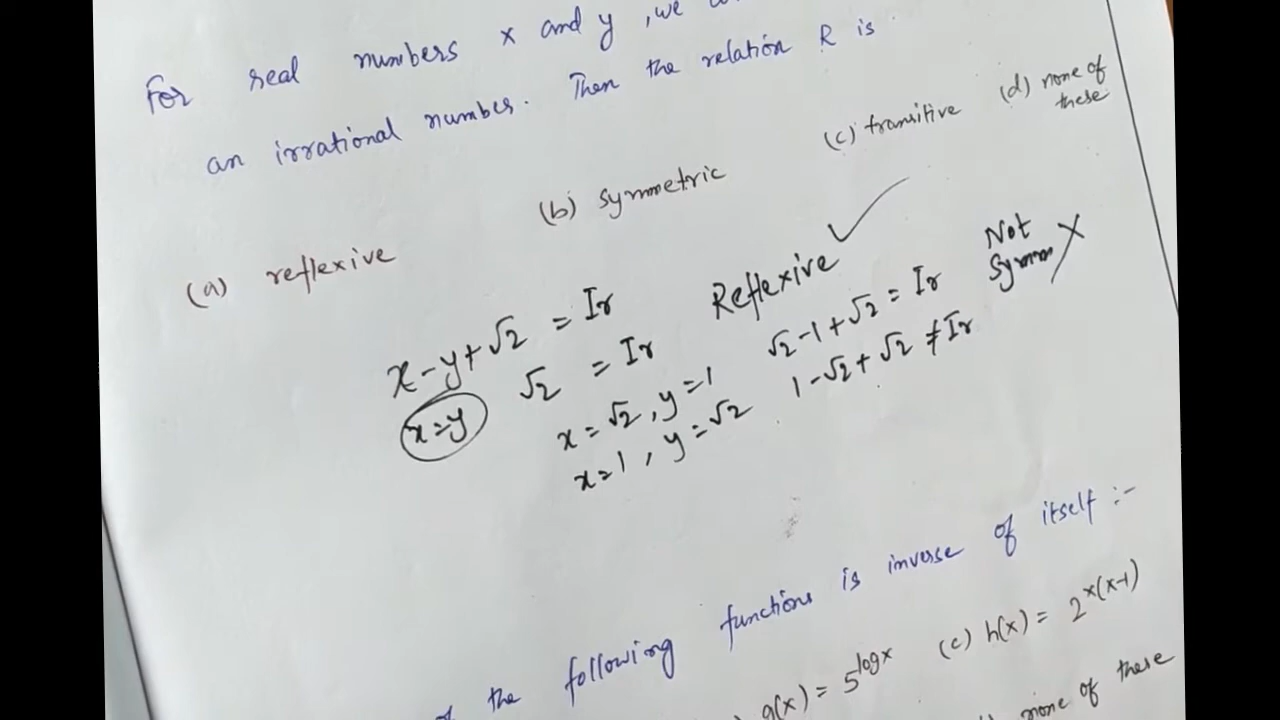 For real numbers x and y, we
an irrational number. Then the relation R is
(a) reflexive (b) symmetric (c) transitive (d) none of these
x - y + √2 = Ir Reflexive ✓
x=y √2 = Ir
x = √2, y = 1 √2 - 1 + √2 = Ir Not Symm X
x = 1, y = √2 1 - √2 + √2 ≠ Ir
the following functions is inverse of itself :-
g(x) = 5^logx (c) h(x) = 2^x(x-1)
none of these